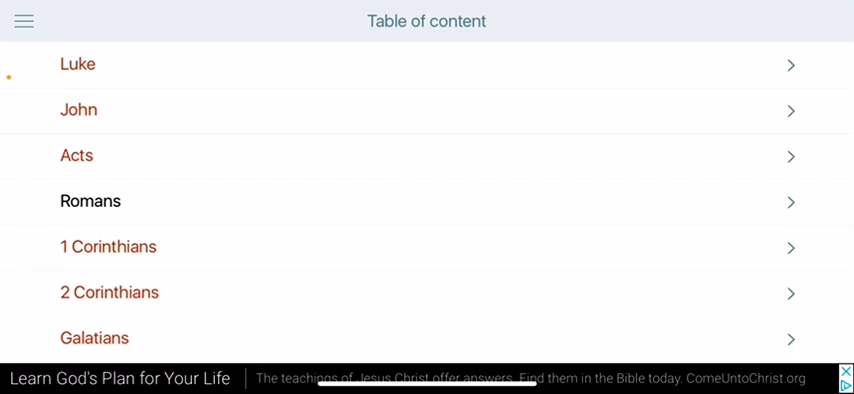 Table of content
Luke
John
Acts
Romans
1 Corinthians
2 Corinthians
Galatians
Learn God's Plan for Your Life
The teachings of Jesus Christ offer answers. Find them in the Bible today. ComeUntoChrist.org